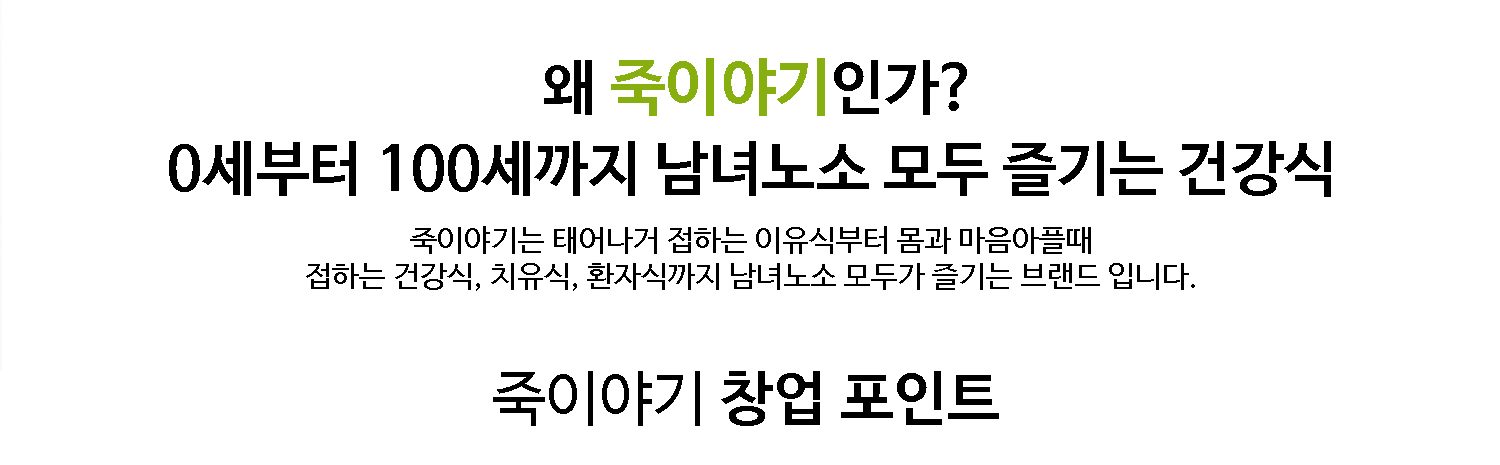 왜 죽이야기인가?
0세부터 100세까지 남녀노소 모두 즐기는 건강식
죽이야기는 태어나거 접하는 이유식부터 몸과 마음아플때
접하는 건강식, 치유식, 환자식까지 남녀노소 모두가 즐기는 브랜드 입니다.
죽이야기 창업 포인트